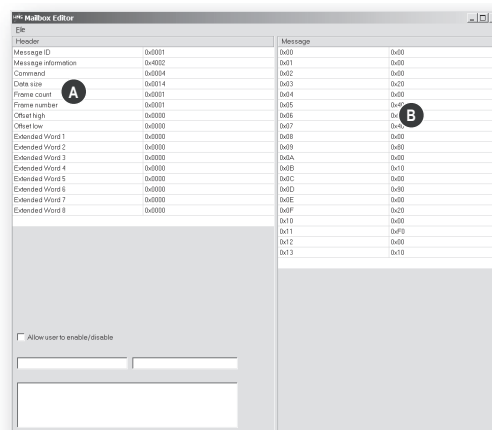 Mailbox Editor
File
Header
Message ID 0x0001
Message information 0x4002
Command 0x0004
Data size 0x0014
Frame count 0x0001
Frame number 0x0001
Offset high 0x0000
Offset low 0x0000
Extended Word 1 0x0000
Extended Word 2 0x0000
Extended Word 3 0x0000
Extended Word 4 0x0000
Extended Word 5 0x0000
Extended Word 6 0x0000
Extended Word 7 0x0000
Extended Word 8 0x0000
A
Allow user to enable/disable
Message
0x00 0x00
0x01 0x00
0x02 0x00
0x03 0x20
0x04 0x00
0x05
0x06
0x07
0x08 0x00
0x09 0x80
0x0A 0x00
0x0B 0x10
0x0C 0x00
0x0D 0x90
0x0E 0x00
0x0F 0x20
0x10 0x00
0x11 0xF0
0x12 0x00
0x13 0x10
B